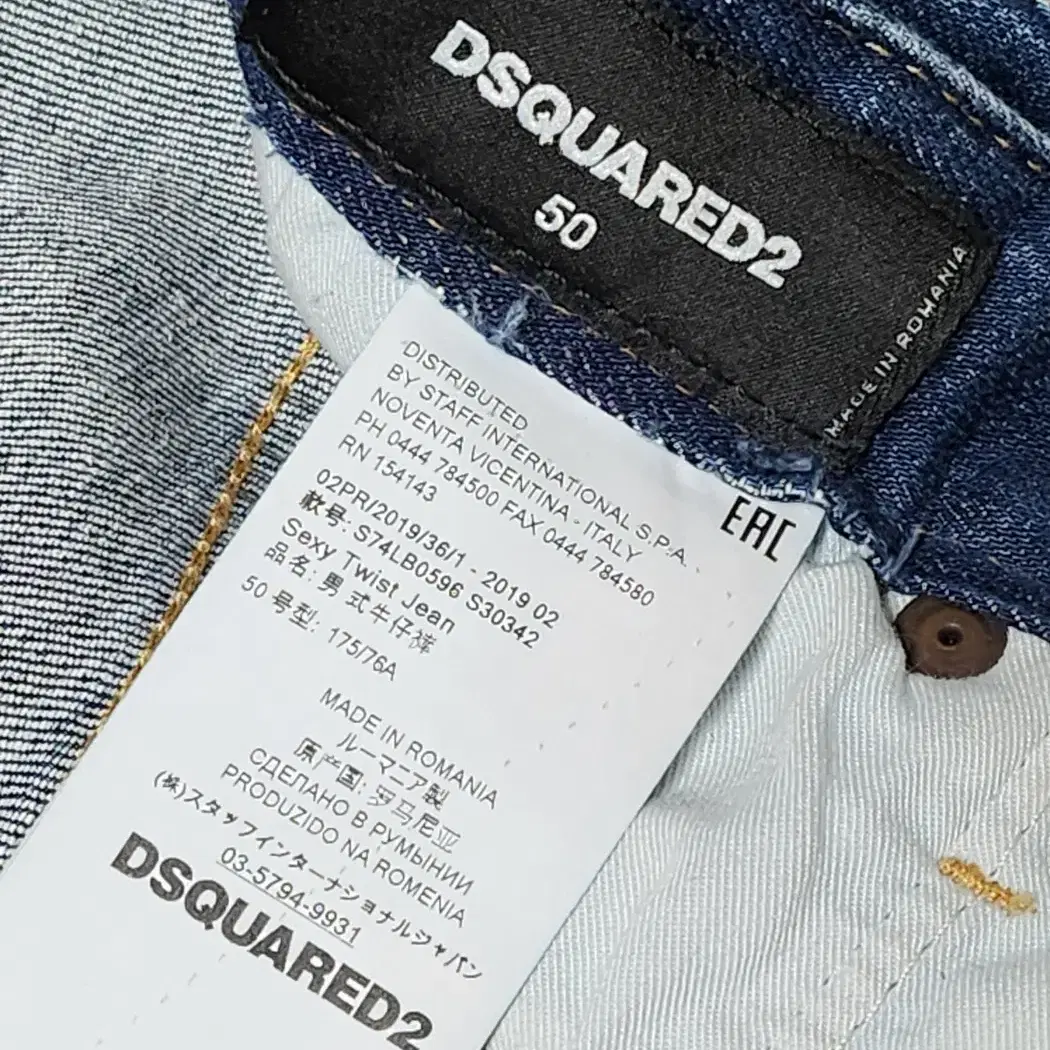 DSQUARED2
50
MADE IN ROMANIA
DISTRIBUTED
BY STAFF INTERNATIONAL S.P.A.
NOVENTA VICENTINA - ITALY
PH 0444 784500 FAX 0444 784580
RN 154143
EAC
02PR/2019/36/1 - 2019 02
款号: S74LB0596 S30342
Sexy Twist Jean
品名: 男 式牛仔裤
50 号型: 175/76A
MADE IN ROMANIA
ルーマニア製
原产国: 罗马尼亚
СДЕЛАНО В РУМЫНИИ
PRODUZIDO NA ROMENIA
(株)スタッフインターナショナルジャパン
03-5794-9931
DSQUARED2